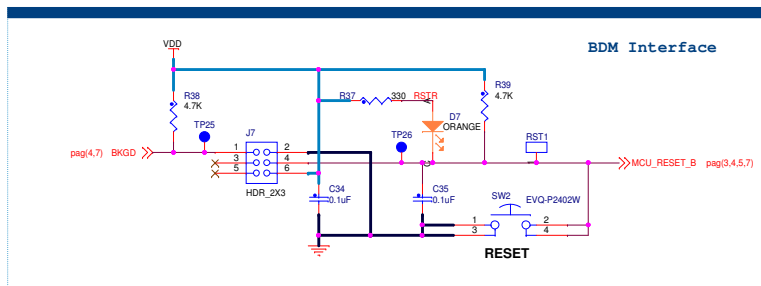 BDM Interface
VDD
R38
4.7K
R37
330
RSTR
R39
4.7K
D7
ORANGE
TP25
J7
TP26
RST1
pag(4,7) BKGD
1
2
3
4
5
6
HDR_2X3
MCU_RESET_B pag(3,4,5,7)
C34
0.1uF
C35
0.1uF
SW2
EVQ-P2402W
1
2
3
4
RESET